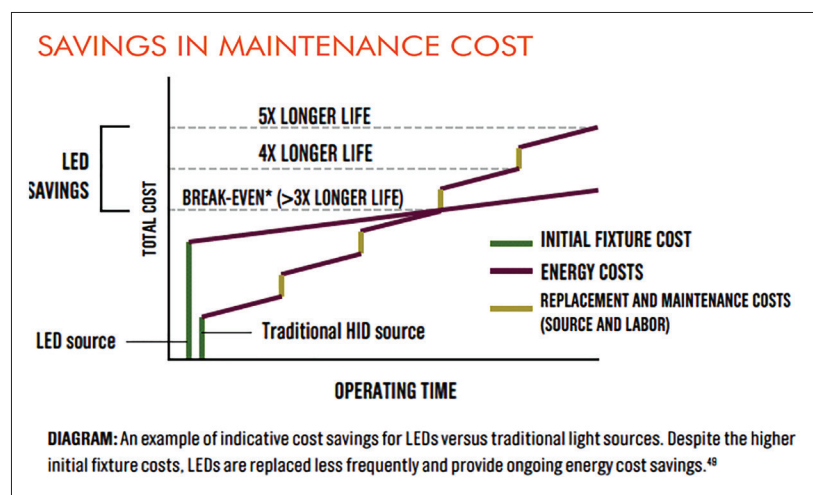 SAVINGS IN MAINTENANCE COST
5X LONGER LIFE
4X LONGER LIFE
LED
SAVINGS
BREAK-EVEN* (>3X LONGER LIFE)
TOTAL COST
INITIAL FIXTURE COST
ENERGY COSTS
REPLACEMENT AND MAINTENANCE COSTS
(SOURCE AND LABOR)
LED source
Traditional HID source
OPERATING TIME
DIAGRAM: An example of indicative cost savings for LEDs versus traditional light sources. Despite the higher
initial fixture costs, LEDs are replaced less frequently and provide ongoing energy cost savings.⁴⁹